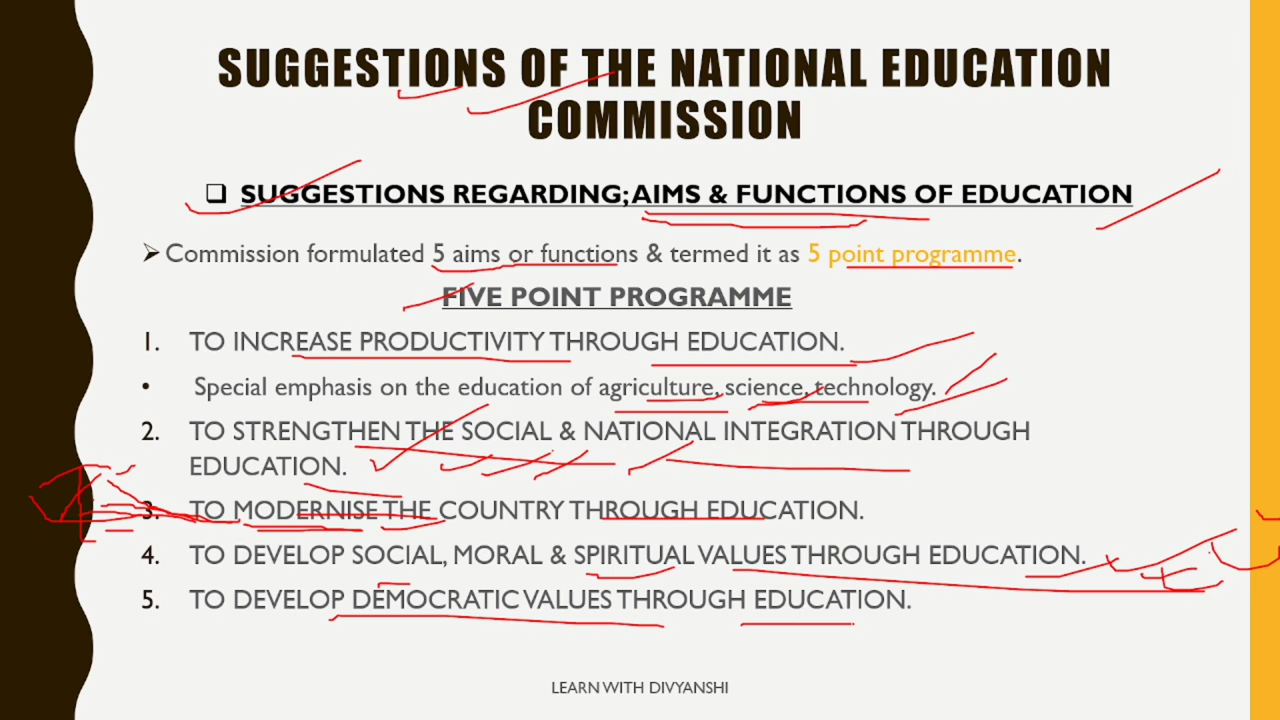 SUGGESTIONS OF THE NATIONAL EDUCATION
COMMISSION
❑ SUGGESTIONS REGARDING;AIMS & FUNCTIONS OF EDUCATION
➢ Commission formulated 5 aims or functions & termed it as 5 point programme.
FIVE POINT PROGRAMME
1. TO INCREASE PRODUCTIVITY THROUGH EDUCATION.
• Special emphasis on the education of agriculture, science, technology.
2. TO STRENGTHEN THE SOCIAL & NATIONAL INTEGRATION THROUGH
EDUCATION.
3. TO MODERNISE THE COUNTRY THROUGH EDUCATION.
4. TO DEVELOP SOCIAL, MORAL & SPIRITUAL VALUES THROUGH EDUCATION.
5. TO DEVELOP DEMOCRATIC VALUES THROUGH EDUCATION.
LEARN WITH DIVYANSHI